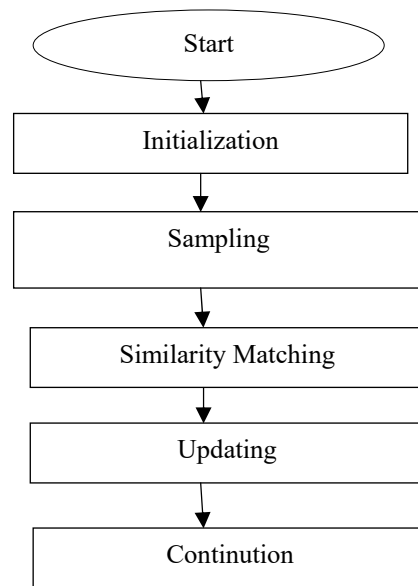 Start
Initialization
Sampling
Similarity Matching
Updating
Continution